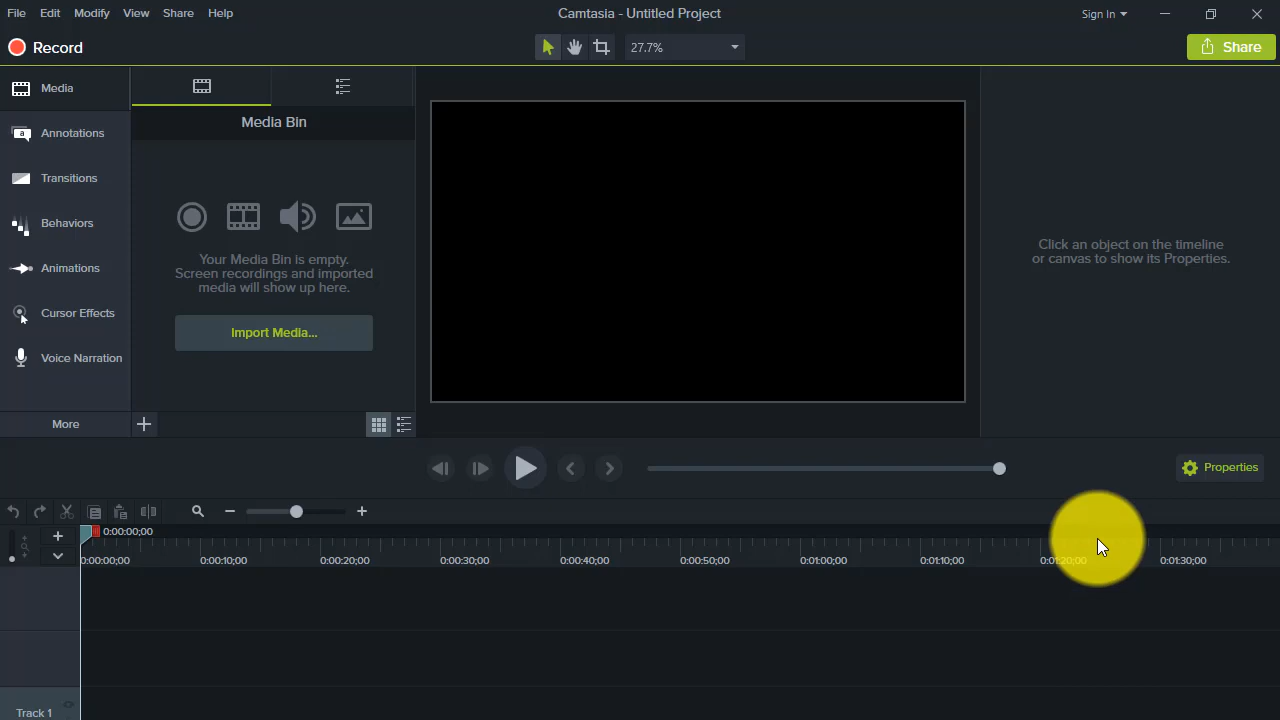 File Edit Modify View Share Help
Camtasia - Untitled Project
Sign In
Record
27.7%
Share
Media
Annotations
Transitions
Behaviors
Animations
Cursor Effects
Voice Narration
More
Media Bin
Your Media Bin is empty.
Screen recordings and imported
media will show up here.
Import Media...
Click an object on the timeline
or canvas to show its Properties.
Properties
0:00:00;00
0:00:00;00 0:00:10;00 0:00:20;00 0:00:30;00 0:00:40;00 0:00:50;00 0:01:00;00 0:01:10;00 0:01:20;00 0:01:30;00
Track 1